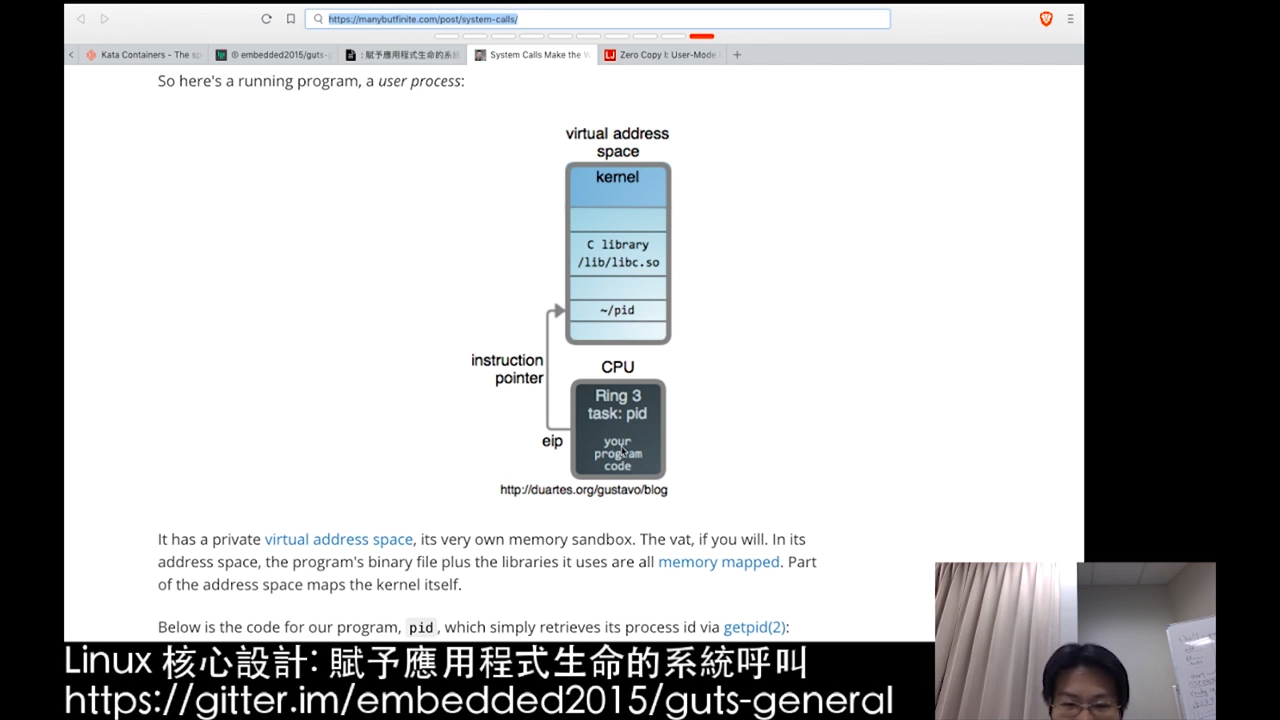 https://manybutfinite.com/post/system-calls/
Kata Containers - The sp
embedded2015/guts-g
: 賦予應用程式生命的系統
System Calls Make the W
Zero Copy I: User-Mode
So here's a running program, a user process:
virtual address
space
kernel
C library
/lib/libc.so
~/pid
instruction
pointer
CPU
Ring 3
task: pid
eip
your
program
code
http://duartes.org/gustavo/blog
It has a private virtual address space, its very own memory sandbox. The vat, if you will. In its
address space, the program's binary file plus the libraries it uses are all memory mapped. Part
of the address space maps the kernel itself.
Below is the code for our program, pid, which simply retrieves its process id via getpid(2):
Linux 核心設計: 賦予應用程式生命的系統呼叫
https://gitter.im/embedded2015/guts-general